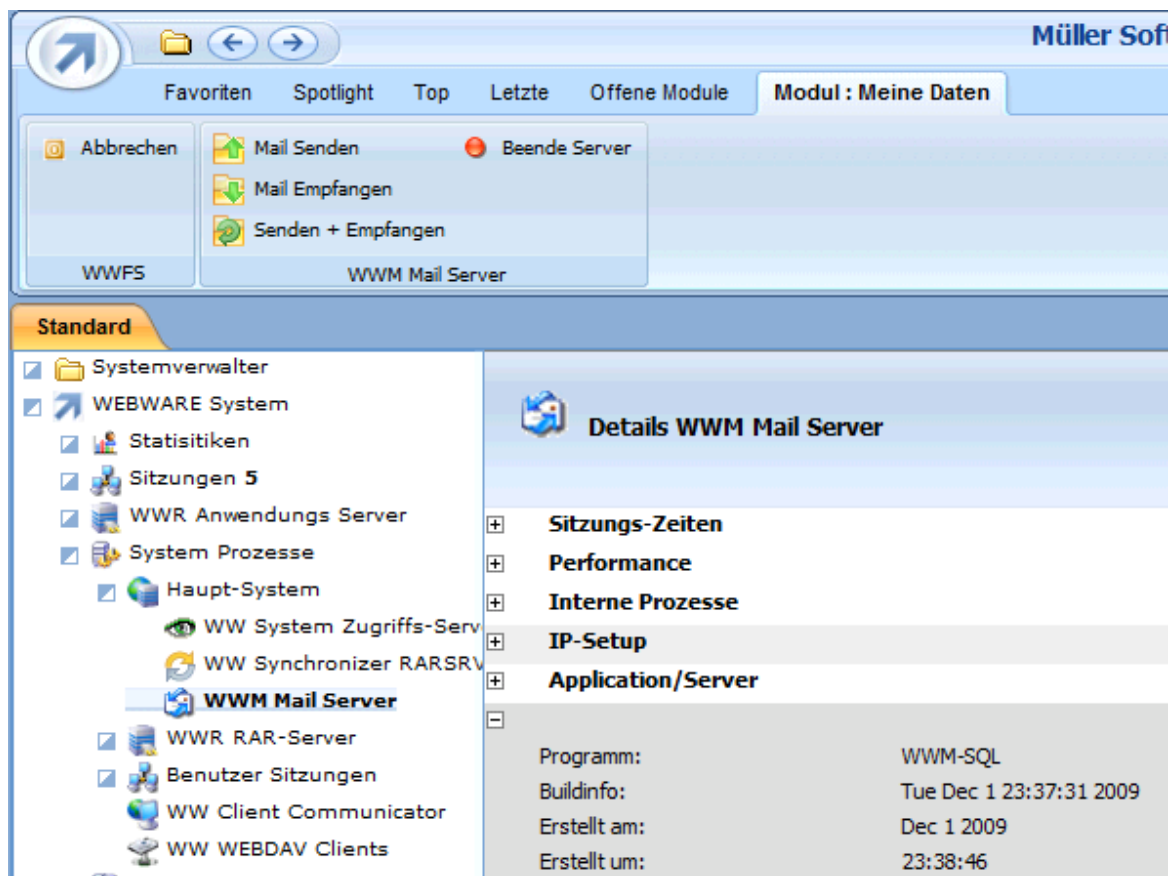 Müller Soft
Favoriten Spotlight Top Letzte Offene Module Modul : Meine Daten
Abbrechen Mail Senden Beende Server
Mail Empfangen
Senden + Empfangen
WWFS WWM Mail Server
Standard
Systemverwalter
WEBWARE System
Statisitiken
Sitzungen 5
WWR Anwendungs Server
System Prozesse
Haupt-System
WW System Zugriffs-Serv
WW Synchronizer RARSRV
WWM Mail Server
WWR RAR-Server
Benutzer Sitzungen
WW Client Communicator
WW WEBDAV Clients
Details WWM Mail Server
Sitzungs-Zeiten
Performance
Interne Prozesse
IP-Setup
Application/Server
Programm: WWM-SQL
Buildinfo: Tue Dec 1 23:37:31 2009
Erstellt am: Dec 1 2009
Erstellt um: 23:38:46